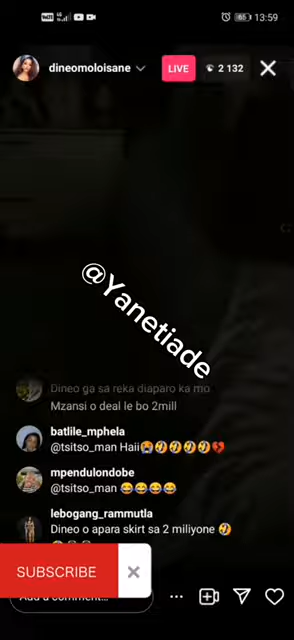 13:59
dineomoloisane
LIVE
2 132
@Yanetiade
Dineo ga sa reka diaparo ka mo
Mzansi o deal le bo 2mill
batlile_mphela
@tsitso_man Haii😭🤣🤣🤣🤣💔
mpendulondobe
@tsitso_man 😂😂😂😂
lebogang_rammutla
Dineo o apara skirt sa 2 miliyone 🤣
SUBSCRIBE
Add a comment...